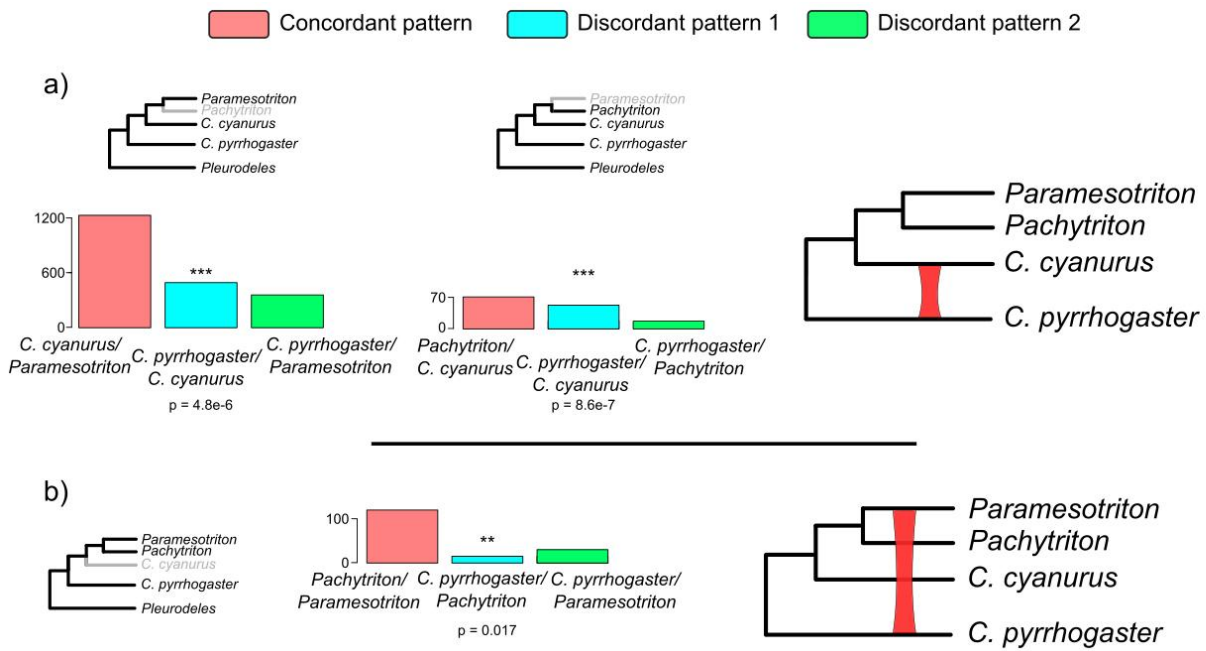 Concordant pattern Discordant pattern 1 Discordant pattern 2
a)
Paramesotriton
Pachytriton
C. cyanurus
C. pyrrhogaster
Pleurodeles
Paramesotriton
Pachytriton
C. cyanurus
C. pyrrhogaster
Pleurodeles
1200
600
0
***
C. cyanurus/
Paramesotriton
C. pyrrhogaster/
C. cyanurus
C. pyrrhogaster/
Paramesotriton
p = 4.8e-6
70
0
***
Pachytriton/
C. cyanurus
C. pyrrhogaster/
C. cyanurus
C. pyrrhogaster/
Pachytriton
p = 8.6e-7
Paramesotriton
Pachytriton
C. cyanurus
C. pyrrhogaster
b)
Paramesotriton
Pachytriton
C. cyanurus
C. pyrrhogaster
Pleurodeles
100
0
**
Pachytriton/
Paramesotriton
C. pyrrhogaster/
Pachytriton
C. pyrrhogaster/
Paramesotriton
p = 0.017
Paramesotriton
Pachytriton
C. cyanurus
C. pyrrhogaster